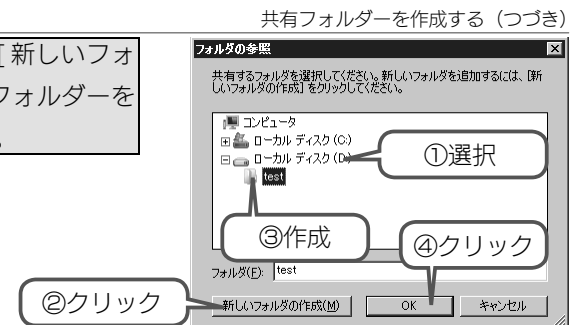 共有フォルダーを作成する（つづき）
[ 新しいフォ
フォルダーを
。
フォルダの参照
共有するフォルダを選択してください。新しいフォルダを追加するには、[新
しいフォルダの作成] をクリックしてください。
コンピュータ
ローカル ディスク (C:)
ローカル ディスク (D
①選択
test
③作成
④クリック
フォルダ(F):
test
②クリック
新しいフォルダの作成(M)
OK
キャンセル